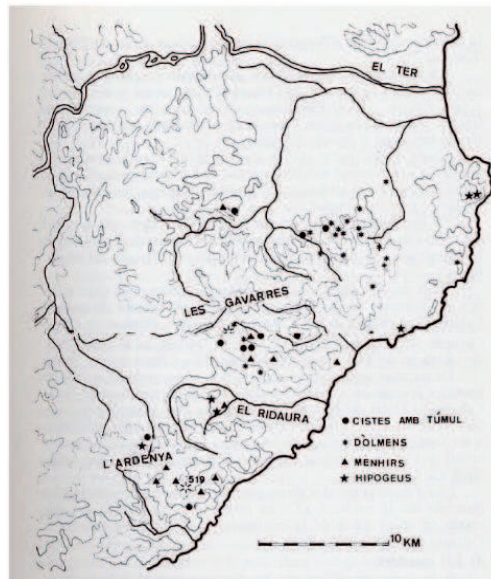 EL TER
LES GAVARRES
EL RIDAURA
L'ARDENYA
519
CISTES AMB TÚMUL
DÒLMENS
MENHIRS
HIPOGEUS
10 KM